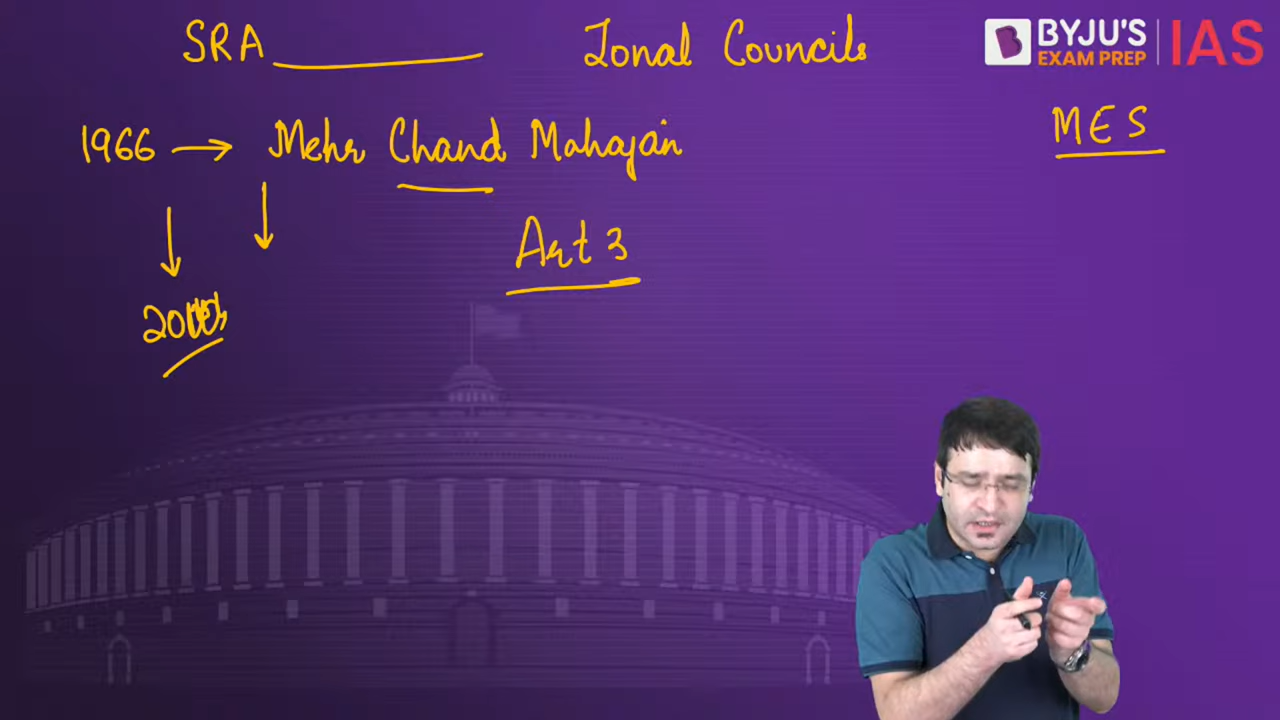 SRA Zonal Councils
BYJU'S
EXAM PREP
IAS
MES
1966 → Mehr Chand Mahajan
Art 3